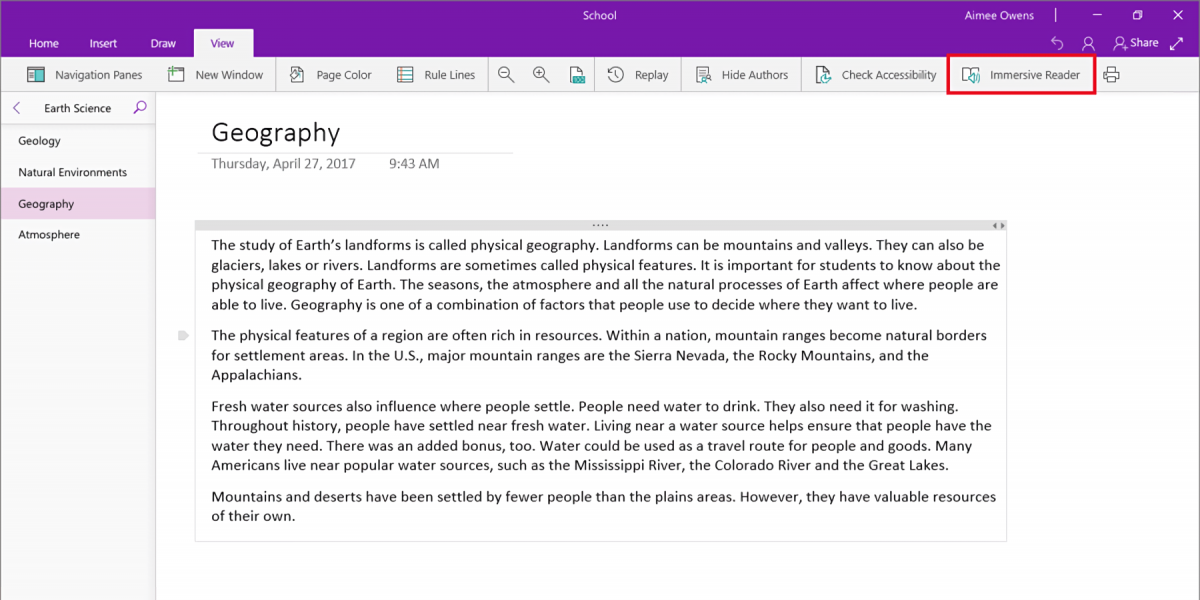 School
Aimee Owens
Home Insert Draw View
Share
Navigation Panes New Window Page Color Rule Lines Replay Hide Authors Check Accessibility Immersive Reader
Earth Science
Geology
Natural Environments
Geography
Atmosphere
Geography
Thursday, April 27, 2017 9:43 AM
The study of Earth’s landforms is called physical geography. Landforms can be mountains and valleys. They can also be
glaciers, lakes or rivers. Landforms are sometimes called physical features. It is important for students to know about the
physical geography of Earth. The seasons, the atmosphere and all the natural processes of Earth affect where people are
able to live. Geography is one of a combination of factors that people use to decide where they want to live.
The physical features of a region are often rich in resources. Within a nation, mountain ranges become natural borders
for settlement areas. In the U.S., major mountain ranges are the Sierra Nevada, the Rocky Mountains, and the
Appalachians.
Fresh water sources also influence where people settle. People need water to drink. They also need it for washing.
Throughout history, people have settled near fresh water. Living near a water source helps ensure that people have the
water they need. There was an added bonus, too. Water could be used as a travel route for people and goods. Many
Americans live near popular water sources, such as the Mississippi River, the Colorado River and the Great Lakes.
Mountains and deserts have been settled by fewer people than the plains areas. However, they have valuable resources
of their own.